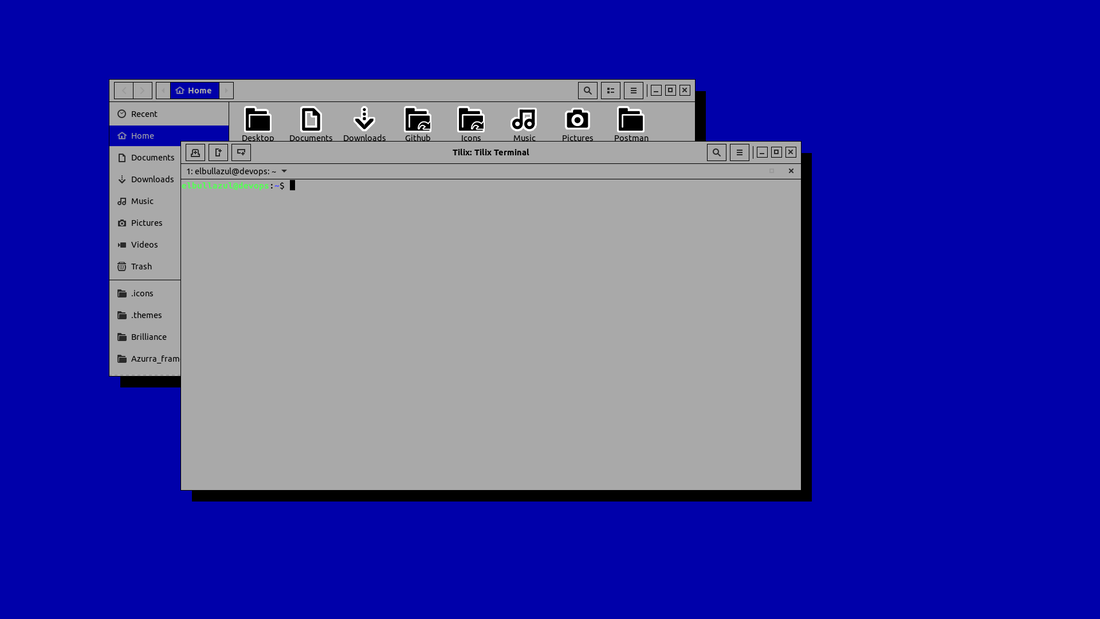 Home
Recent
Home
Documents
Downloads
Music
Pictures
Videos
Trash
.icons
.themes
Brilliance
Azurra_fram
Desktop Documents Downloads Github Icons Music Pictures Postman
Tilix: Tilix Terminal
1: elbullazul@devops: ~
elbullazul@devops:~$